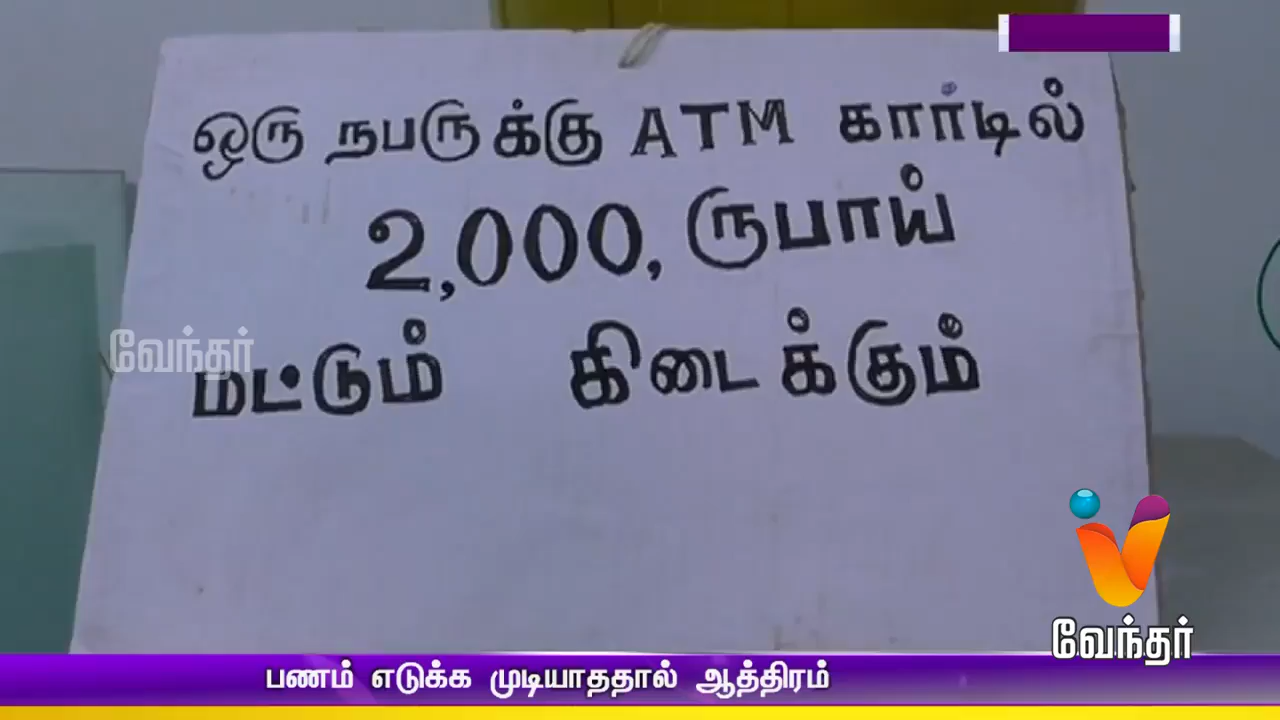 ஒரு நபருக்கு ATM கார்டில்
2,000, ருபாய்
மட்டும் கிடைக்கும்
வேந்தர்
வேந்தர்
பணம் எடுக்க முடியாததால் ஆத்திரம்